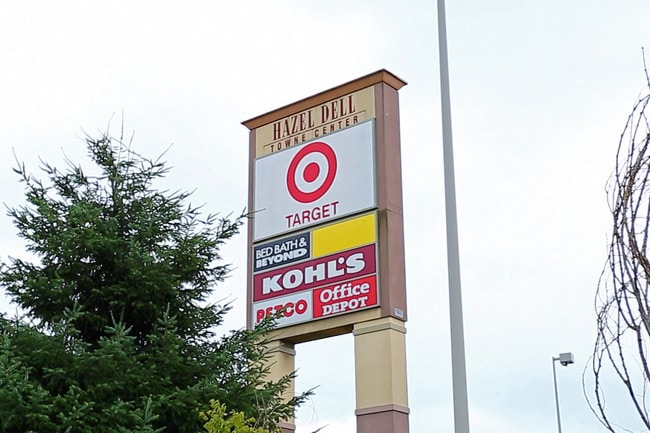 HAZEL DELL
TOWNE CENTER
TARGET
BED BATH &
BEYOND
KOHL'S
PETCO
Office
DEPOT